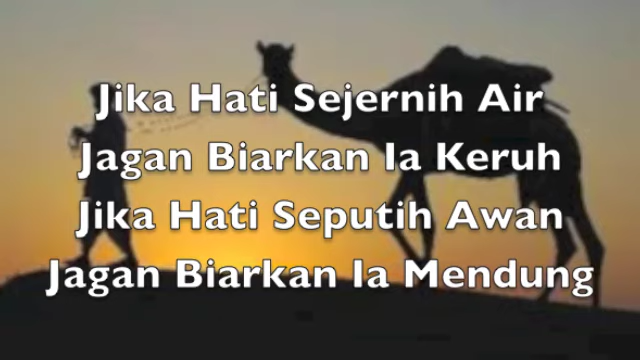 Jika Hati Sejernih Air
Jagan Biarkan Ia Keruh
Jika Hati Seputih Awan
Jagan Biarkan Ia Mendung